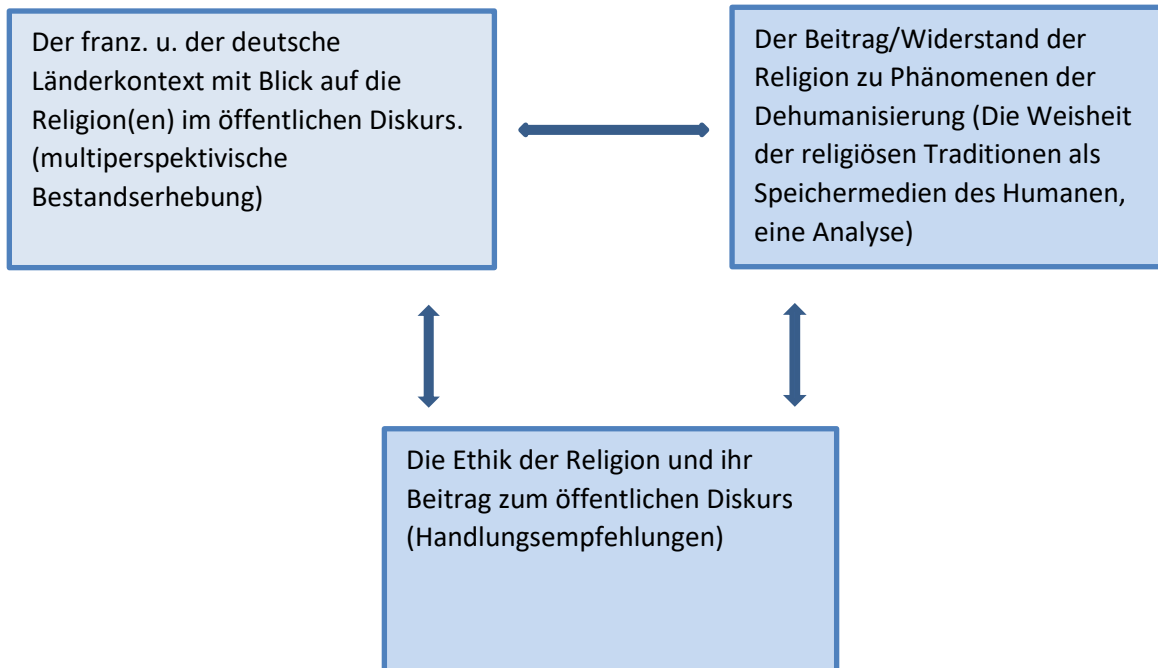 Der franz. u. der deutsche
Länderkontext mit Blick auf die
Religion(en) im öffentlichen Diskurs.
(multiperspektivische
Bestandserhebung)
Der Beitrag/Widerstand der
Religion zu Phänomenen der
Dehumanisierung (Die Weisheit
der religiösen Traditionen als
Speichermedien des Humanen,
eine Analyse)
Die Ethik der Religion und ihr
Beitrag zum öffentlichen Diskurs
(Handlungsempfehlungen)